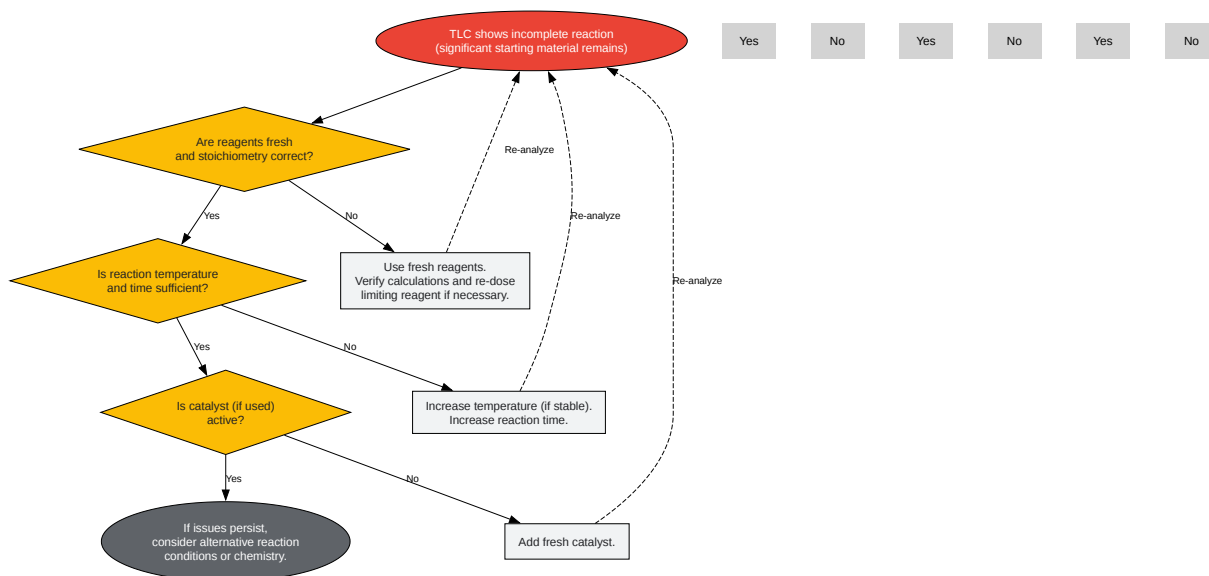 TLC shows incomplete reaction
(significant starting material remains)
Yes
No
Yes
No
Yes
No
Are reagents fresh
and stoichiometry correct?
Re-analyze
Yes
No
Re-analyze
Is reaction temperature
and time sufficient?
Use fresh reagents.
Verify calculations and re-dose
limiting reagent if necessary.
Re-analyze
Yes
No
Is catalyst (if used)
active?
Increase temperature (if stable).
Increase reaction time.
Yes
No
If issues persist,
consider alternative reaction
conditions or chemistry.
Add fresh catalyst.